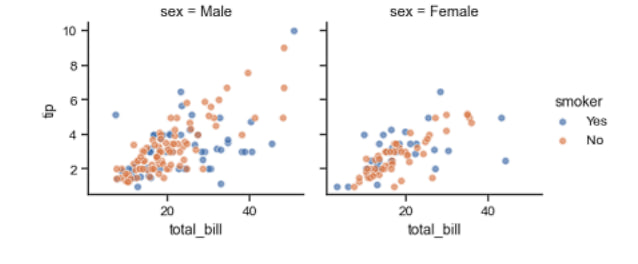 sex = Male
sex = Female
10
8
6
4
2
tip
20
40
total_bill
20
40
total_bill
smoker
Yes
No